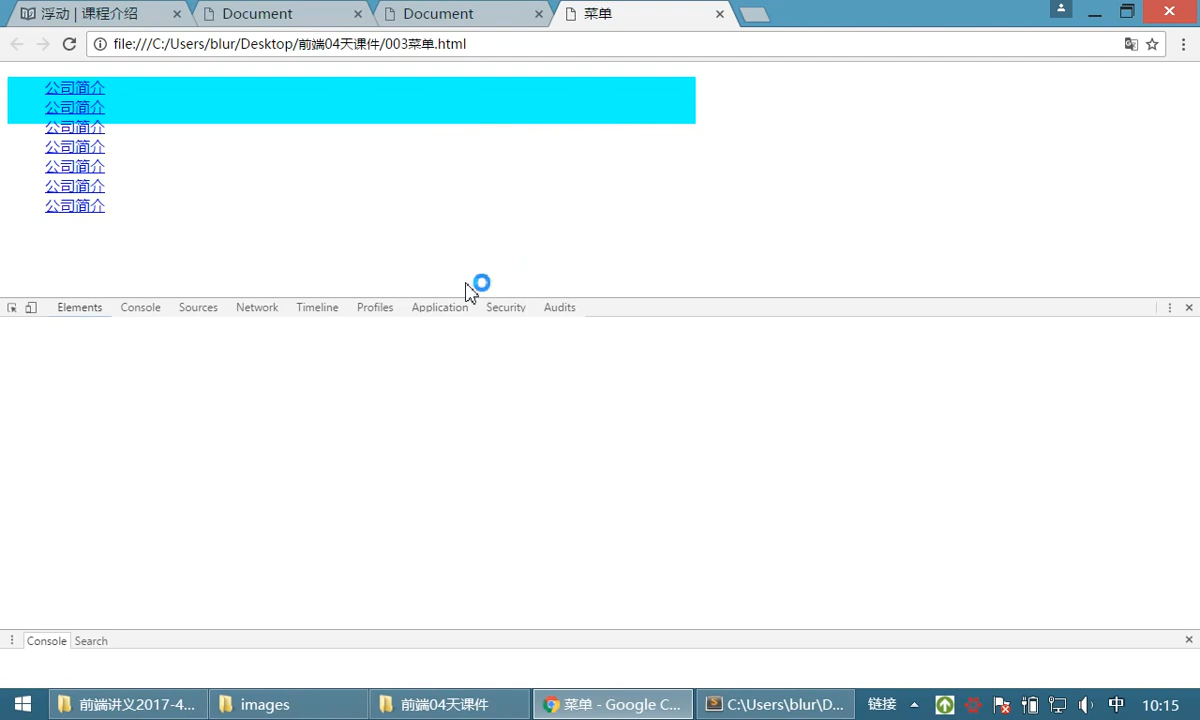 浮动 | 课程介绍
Document
Document
菜单
file:///C:/Users/blur/Desktop/前端04天课件/003菜单.html
公司简介
公司简介
公司简介
公司简介
公司简介
公司简介
公司简介
Elements Console Sources Network Timeline Profiles Application Security Audits
Console Search
前端讲义2017-4... images 前端04天课件 菜单 - Google C... C:\Users\blur\D... 链接 中 10:15